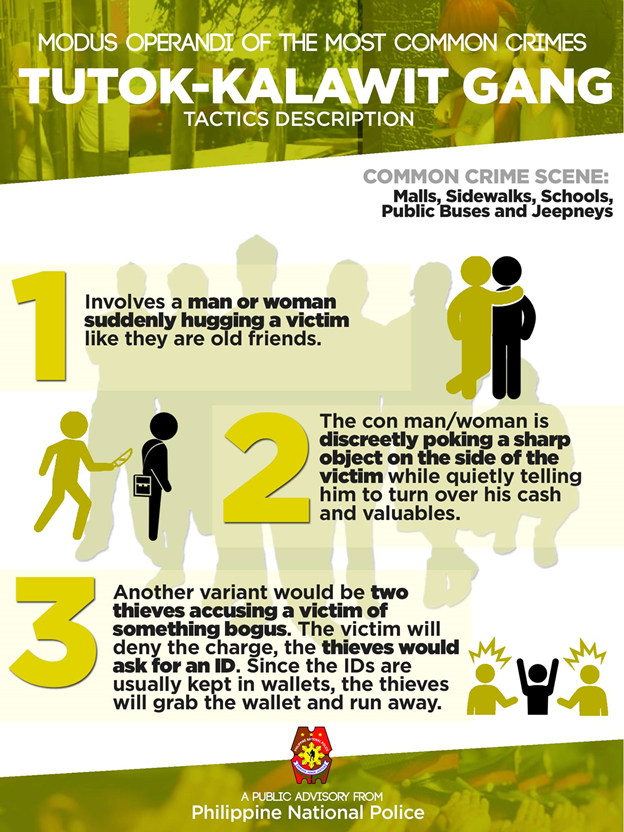 MODUS OPERANDI OF THE MOST COMMON CRIMES
TUTOK-KALAWIT GANG
TACTICS DESCRIPTION
COMMON CRIME SCENE:
Malls, Sidewalks, Schools,
Public Buses and Jeepneys
1
Involves a man or woman
suddenly hugging a victim
like they are old friends.
2
The con man/woman is
discreetly poking a sharp
object on the side of the
victim while quietly telling
him to turn over his cash
and valuables.
3
Another variant would be two
thieves accusing a victim of
something bogus. The victim will
deny the charge, the thieves would
ask for an ID. Since the IDs are
usually kept in wallets, the thieves
will grab the wallet and run away.
A PUBLIC ADVISORY FROM
Philippine National Police